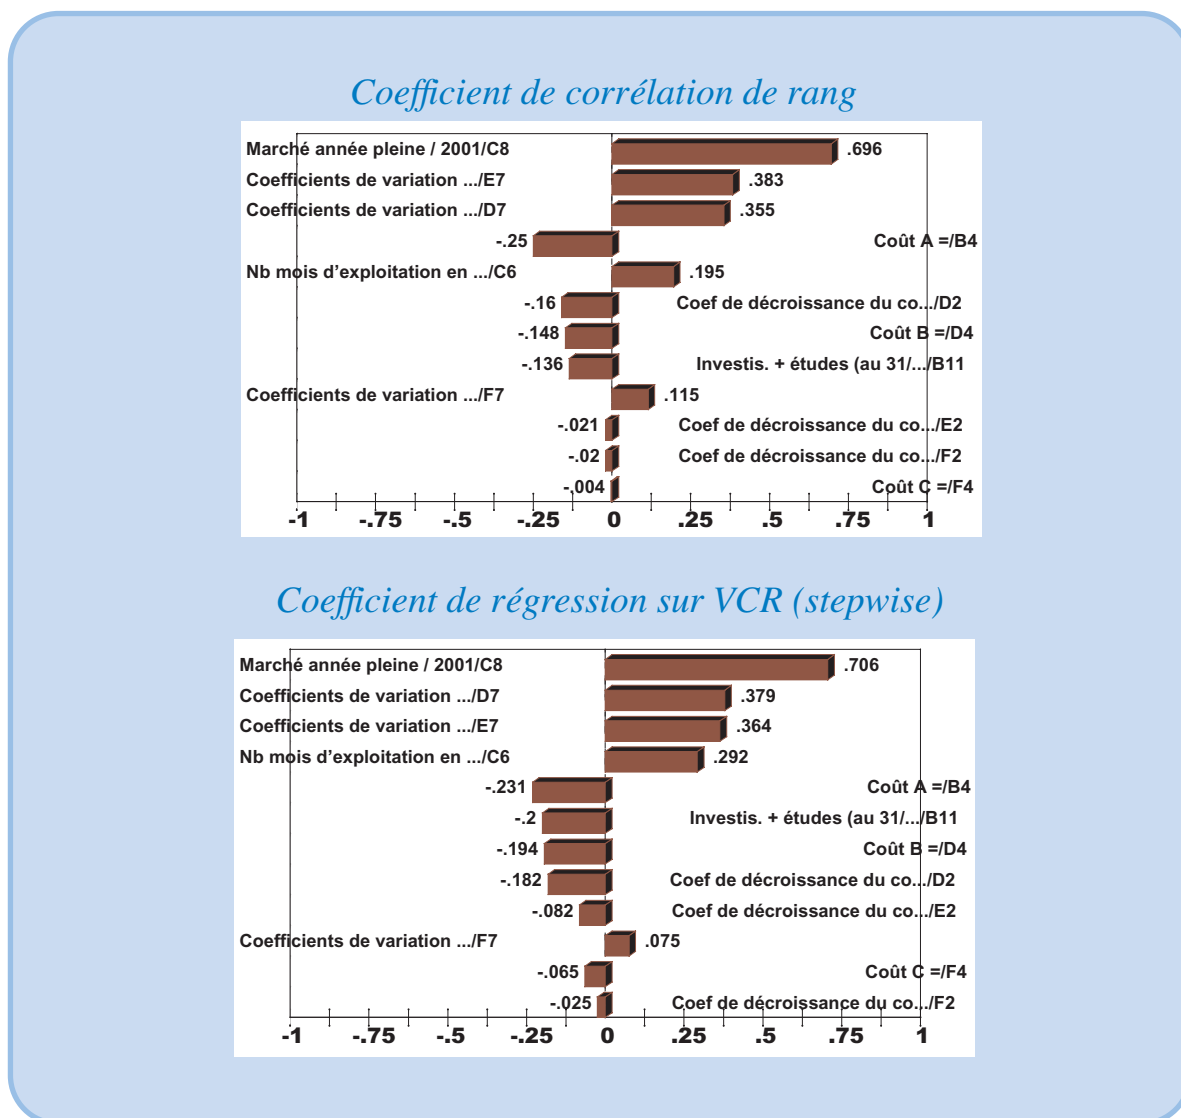 Coefficient de corrélation de rang
Marché année pleine / 2001/C8 .696
Coefficients de variation .../E7 .383
Coefficients de variation .../D7 .355
-.25 Coût A =/B4
Nb mois d'exploitation en .../C6 .195
-.16 Coef de décroissance du co.../D2
-.148 Coût B =/D4
-.136 Investis. + études (au 31/.../B11
Coefficients de variation .../F7 .115
-.021 Coef de décroissance du co.../E2
-.02 Coef de décroissance du co.../F2
-.004 Coût C =/F4
-1 -.75 -.5 -.25 0 .25 .5 .75 1
Coefficient de régression sur VCR (stepwise)
Marché année pleine / 2001/C8 .706
Coefficients de variation .../D7 .379
Coefficients de variation .../E7 .364
Nb mois d'exploitation en .../C6 .292
-.231 Coût A =/B4
-.2 Investis. + études (au 31/.../B11
-.194 Coût B =/D4
-.182 Coef de décroissance du co.../D2
-.082 Coef de décroissance du co.../E2
Coefficients de variation .../F7 .075
-.065 Coût C =/F4
-.025 Coef de décroissance du co.../F2
-1 -.75 -.5 -.25 0 .25 .5 .75 1